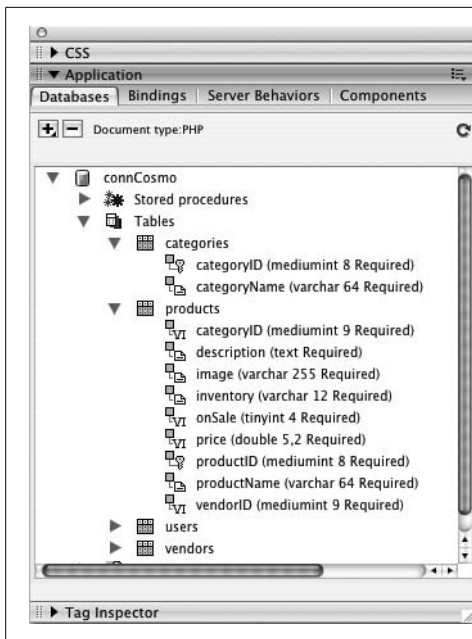 CSS
Application
Databases Bindings Server Behaviors Components
Document type:PHP
connCosmo
Stored procedures
Tables
categories
categoryID (mediumint 8 Required)
categoryName (varchar 64 Required)
products
categoryID (mediumint 9 Required)
description (text Required)
image (varchar 255 Required)
inventory (varchar 12 Required)
onSale (tinyint 4 Required)
price (double 5,2 Required)
productID (mediumint 8 Required)
productName (varchar 64 Required)
vendorID (mediumint 9 Required)
users
vendors
Tag Inspector